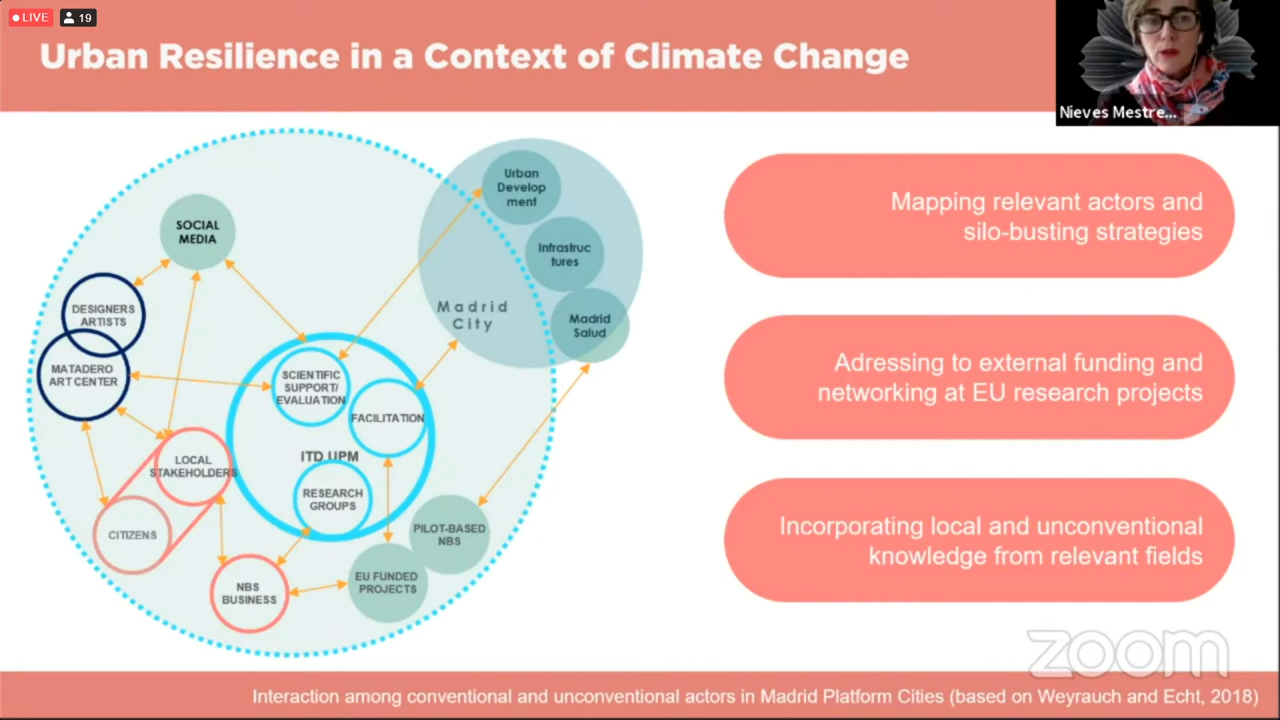 LIVE
19
Urban Resilience in a Context of Climate Change
Nieves Mestre...
Urban
Develop
ment
Infrastruc
tures
Madrid
Salud
Madrid
City
SOCIAL
MEDIA
DESIGNERS
ARTISTS
MATADERO
ART CENTER
SCIENTIFIC
SUPPORT/
EVALUATION
FACILITATION
ITD UPM
RESEARCH
GROUPS
LOCAL
STAKEHOLDERS
CITIZENS
NBS
BUSINESS
EU FUNDED
PROJECTS
PILOT-BASED
NBS
Mapping relevant actors and
silo-busting strategies
Adressing to external funding and
networking at EU research projects
Incorporating local and unconventional
knowledge from relevant fields
zoom
Interaction among conventional and unconventional actors in Madrid Platform Cities (based on Weyrauch and Echt, 2018)